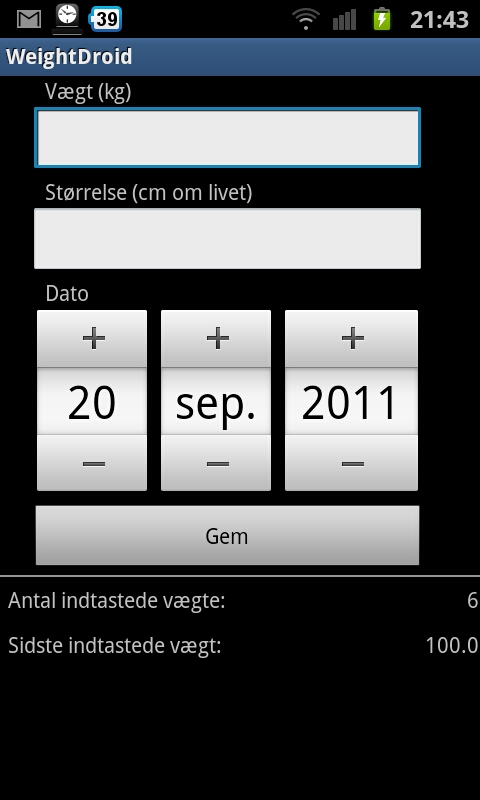 39 21:43
WeightDroid
Vægt (kg)
Størrelse (cm om livet)
Dato
+ + +
20 sep. 2011
− − −
Gem
Antal indtastede vægte: 6
Sidste indtastede vægt: 100.0